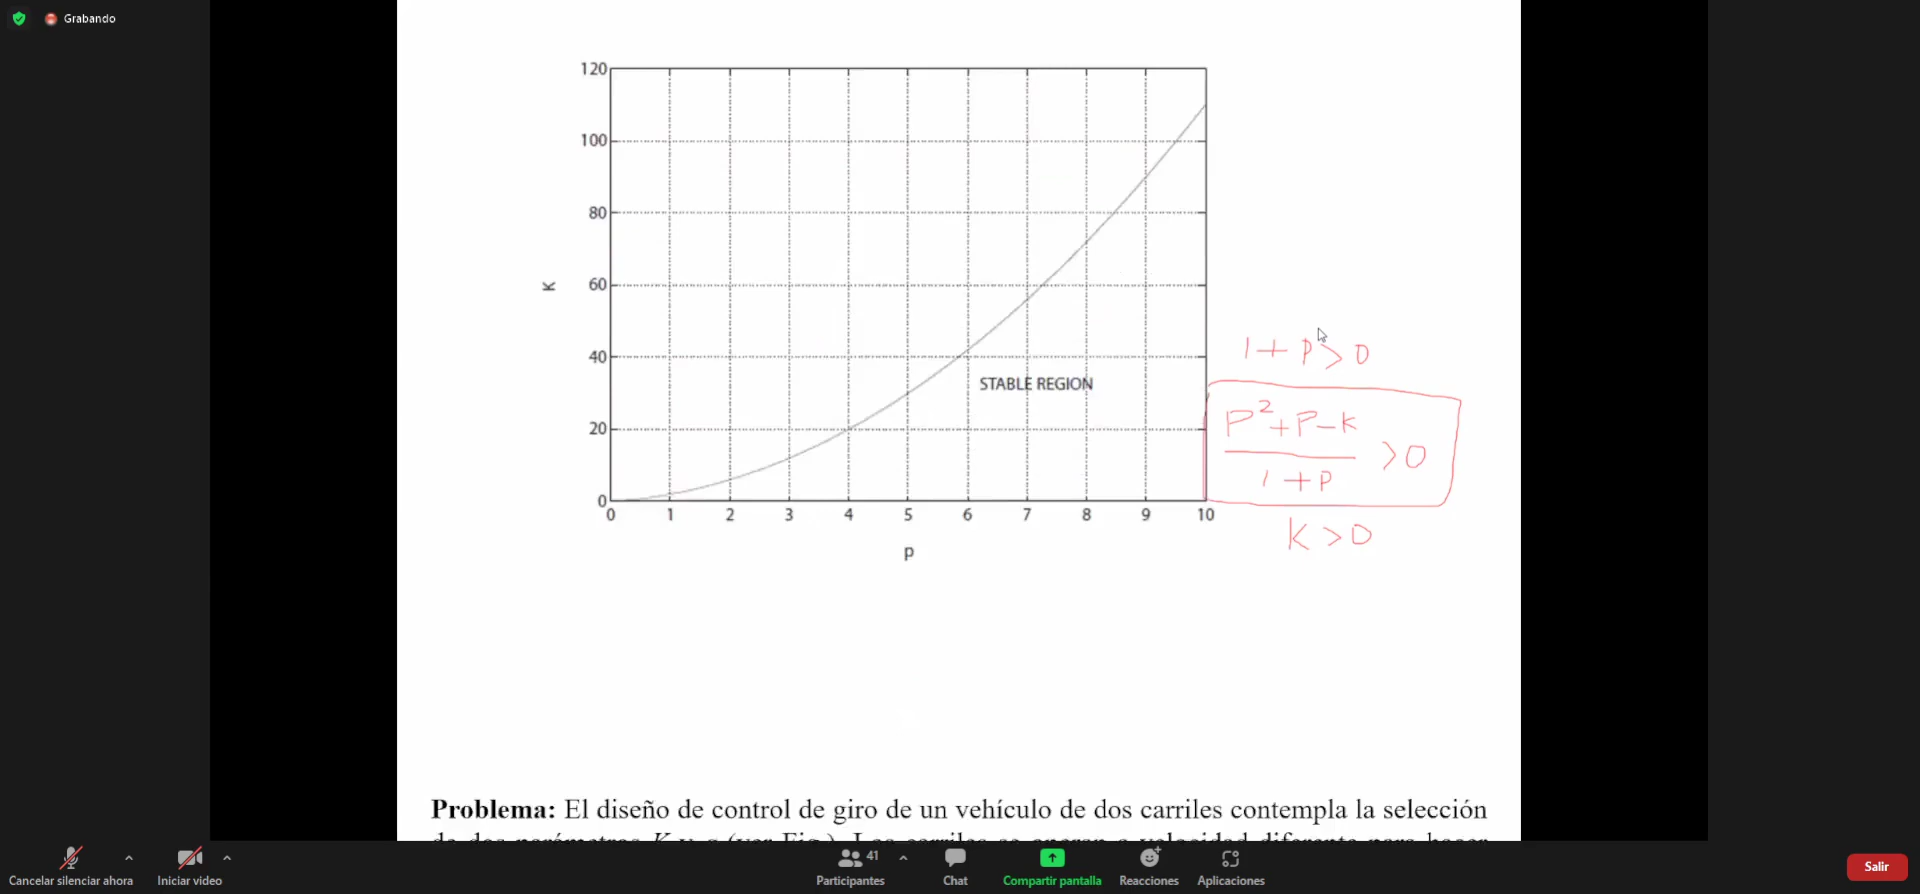 Grabando
120
100
80
60
40
20
0
K
STABLE REGION
0 1 2 3 4 5 6 7 8 9 10
p
1 + P > 0
P² + P - K
1 + P
> 0
K > 0
Problema: El diseño de control de giro de un vehículo de dos carriles contempla la selección
Cancelar silenciar ahora
Iniciar video
Participantes
41
Chat
Compartir pantalla
Reacciones
Aplicaciones
Salir